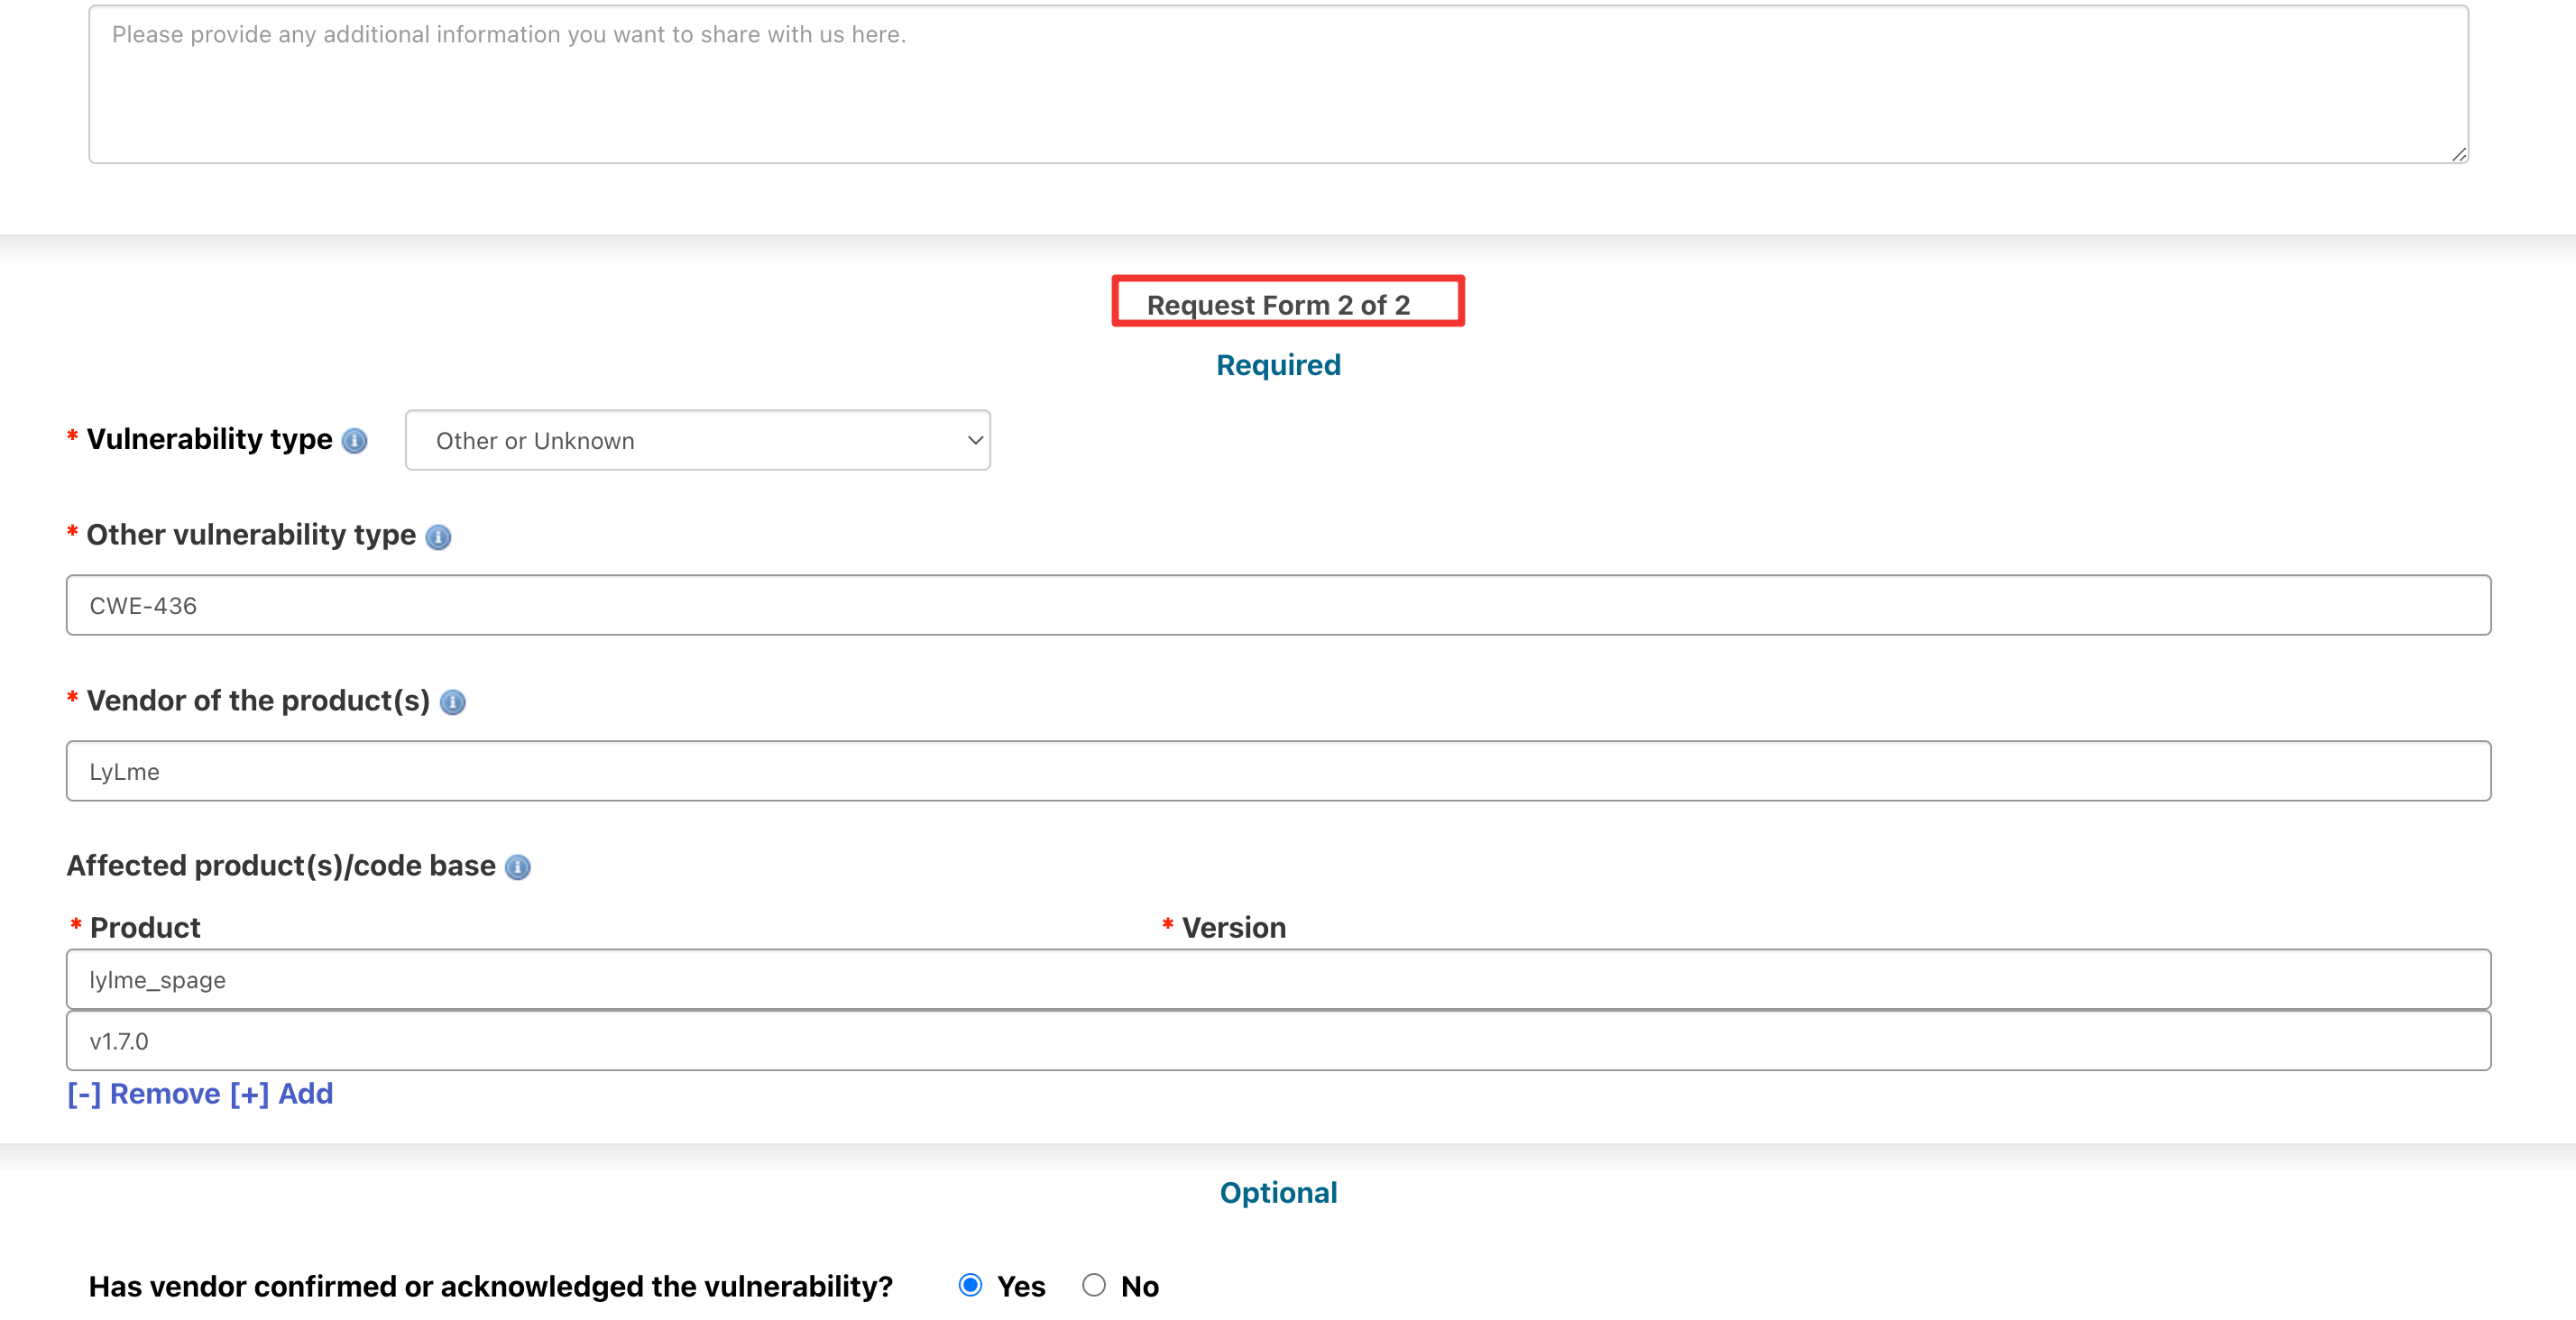 Please provide any additional information you want to share with us here.
Request Form 2 of 2
Required
* Vulnerability type
Other or Unknown
* Other vulnerability type
CWE-436
* Vendor of the product(s)
LyLme
Affected product(s)/code base
* Product * Version
lylme_spage
v1.7.0
[-] Remove [+] Add
Optional
Has vendor confirmed or acknowledged the vulnerability? Yes No